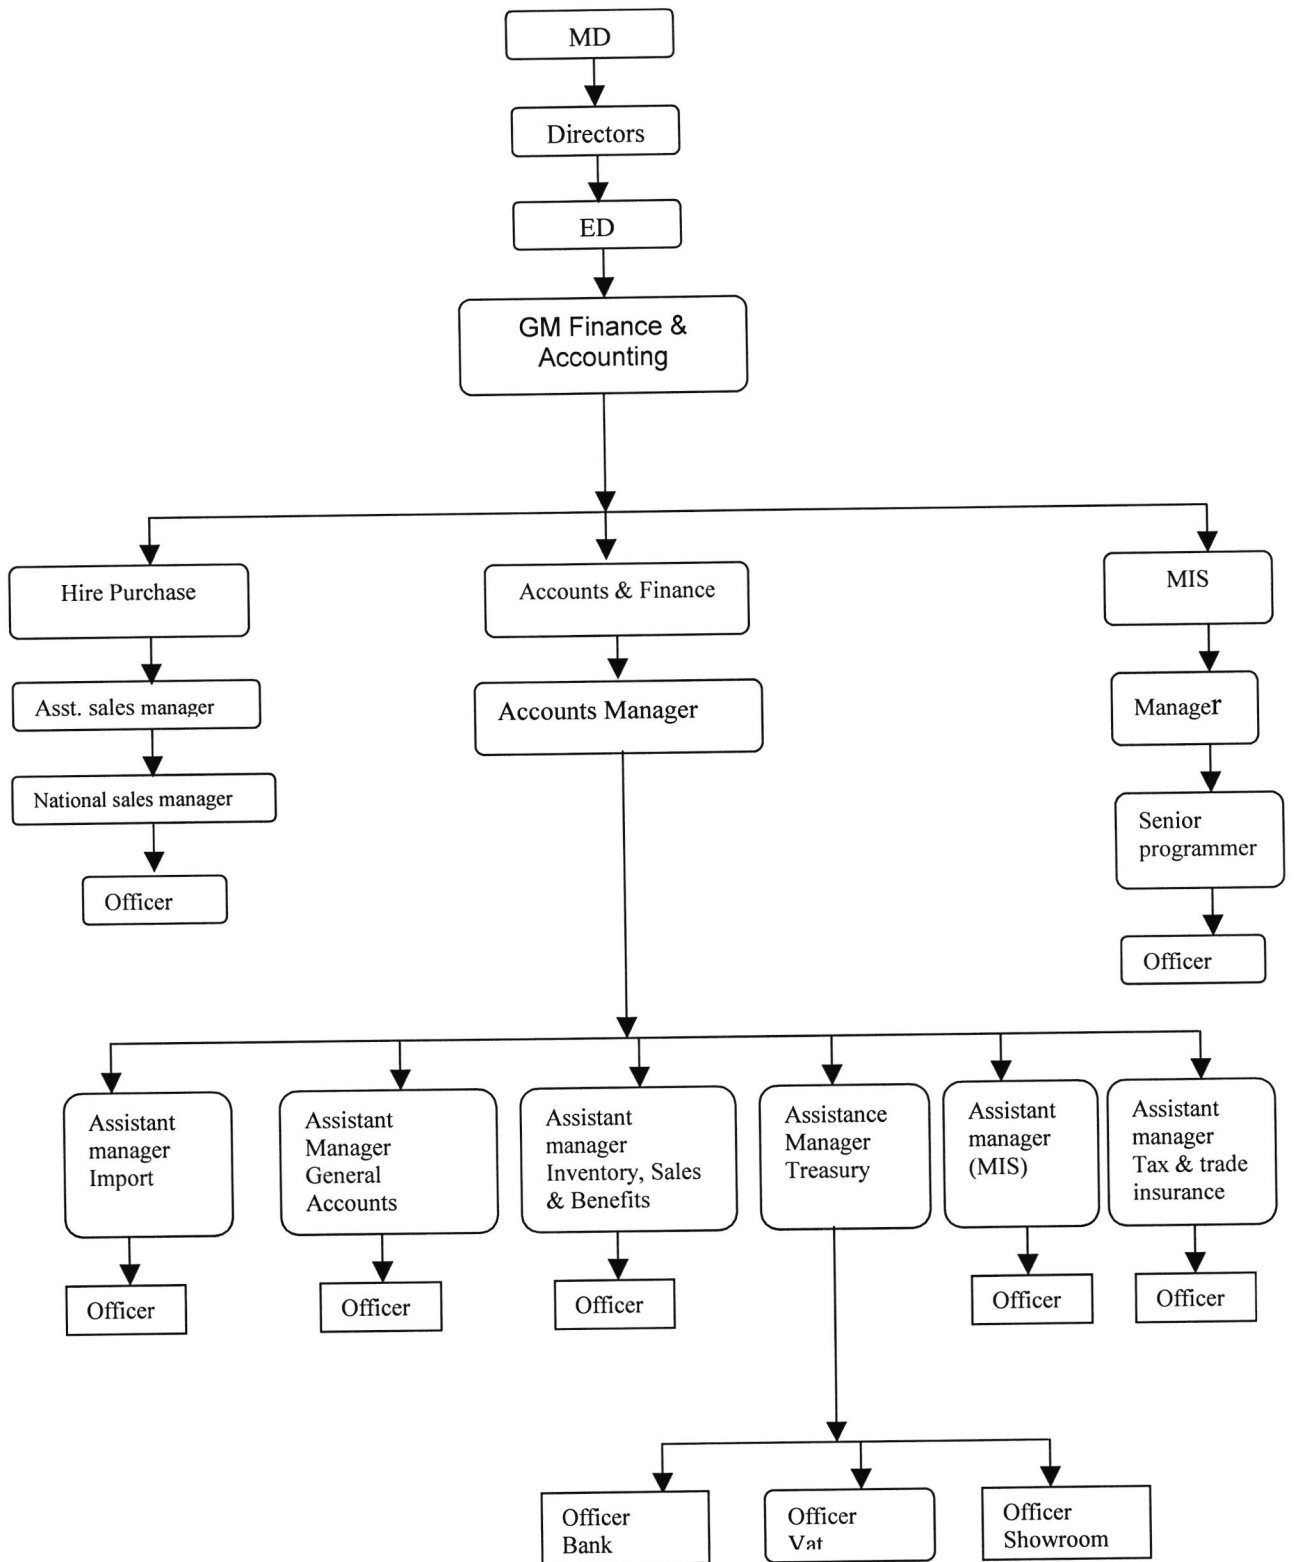 MD
Directors
ED
GM Finance &
Accounting
Hire Purchase
Accounts & Finance
MIS
Asst. sales manager
Accounts Manager
Manager
National sales manager
Senior
programmer
Officer
Officer
Assistant
manager
Import
Assistant
Manager
General
Accounts
Assistant
manager
Inventory, Sales
& Benefits
Assistance
Manager
Treasury
Assistant
manager
(MIS)
Assistant
manager
Tax & trade
insurance
Officer
Officer
Officer
Officer
Officer
Officer
Bank
Officer
Vat
Officer
Showroom